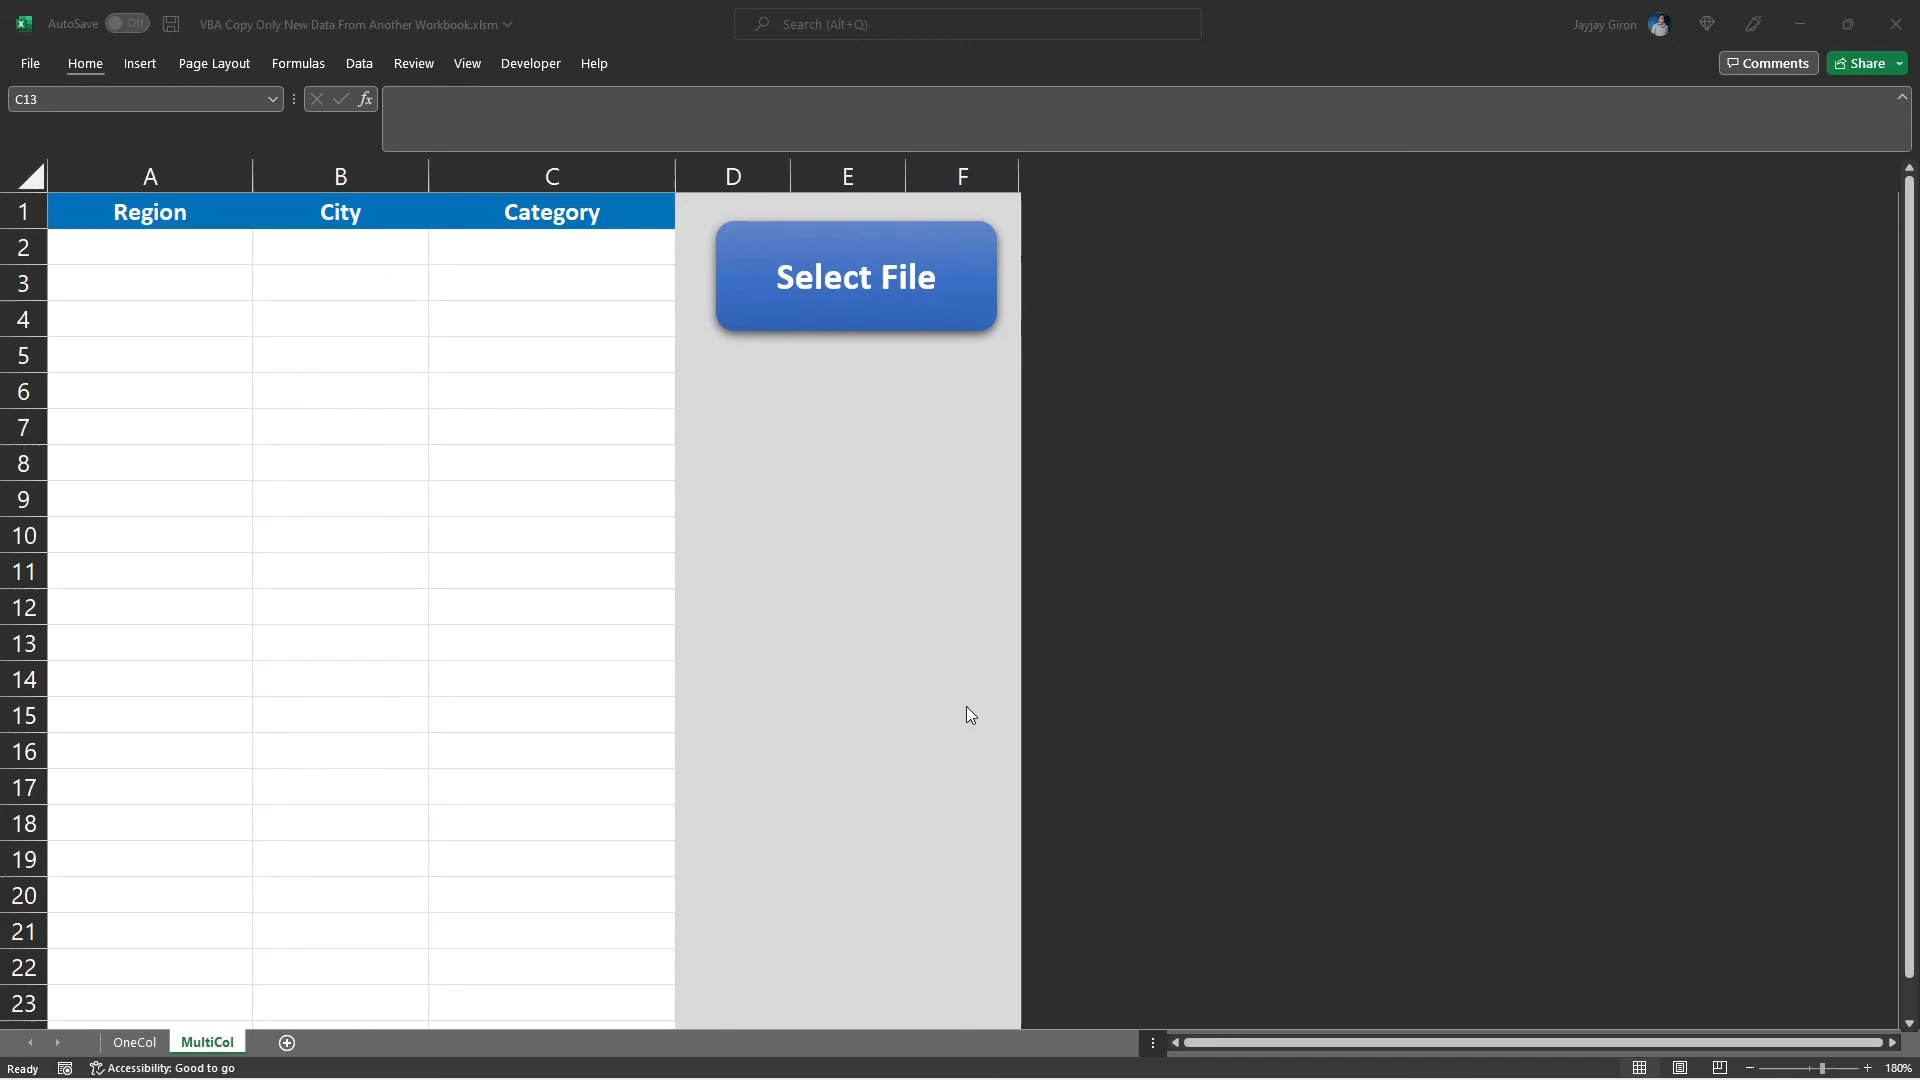 AutoSave Off VBA Copy Only New Data From Another Workbook.xlsm Search (Alt+Q) Jayjay Giron
File Home Insert Page Layout Formulas Data Review View Developer Help Comments Share
C13 fx
A B C D E F
1 Region City Category
Select File
2
3
4
5
6
7
8
9
10
11
12
13
14
15
16
17
18
19
20
21
22
23
OneCol MultiCol
Ready Accessibility: Good to go 180%